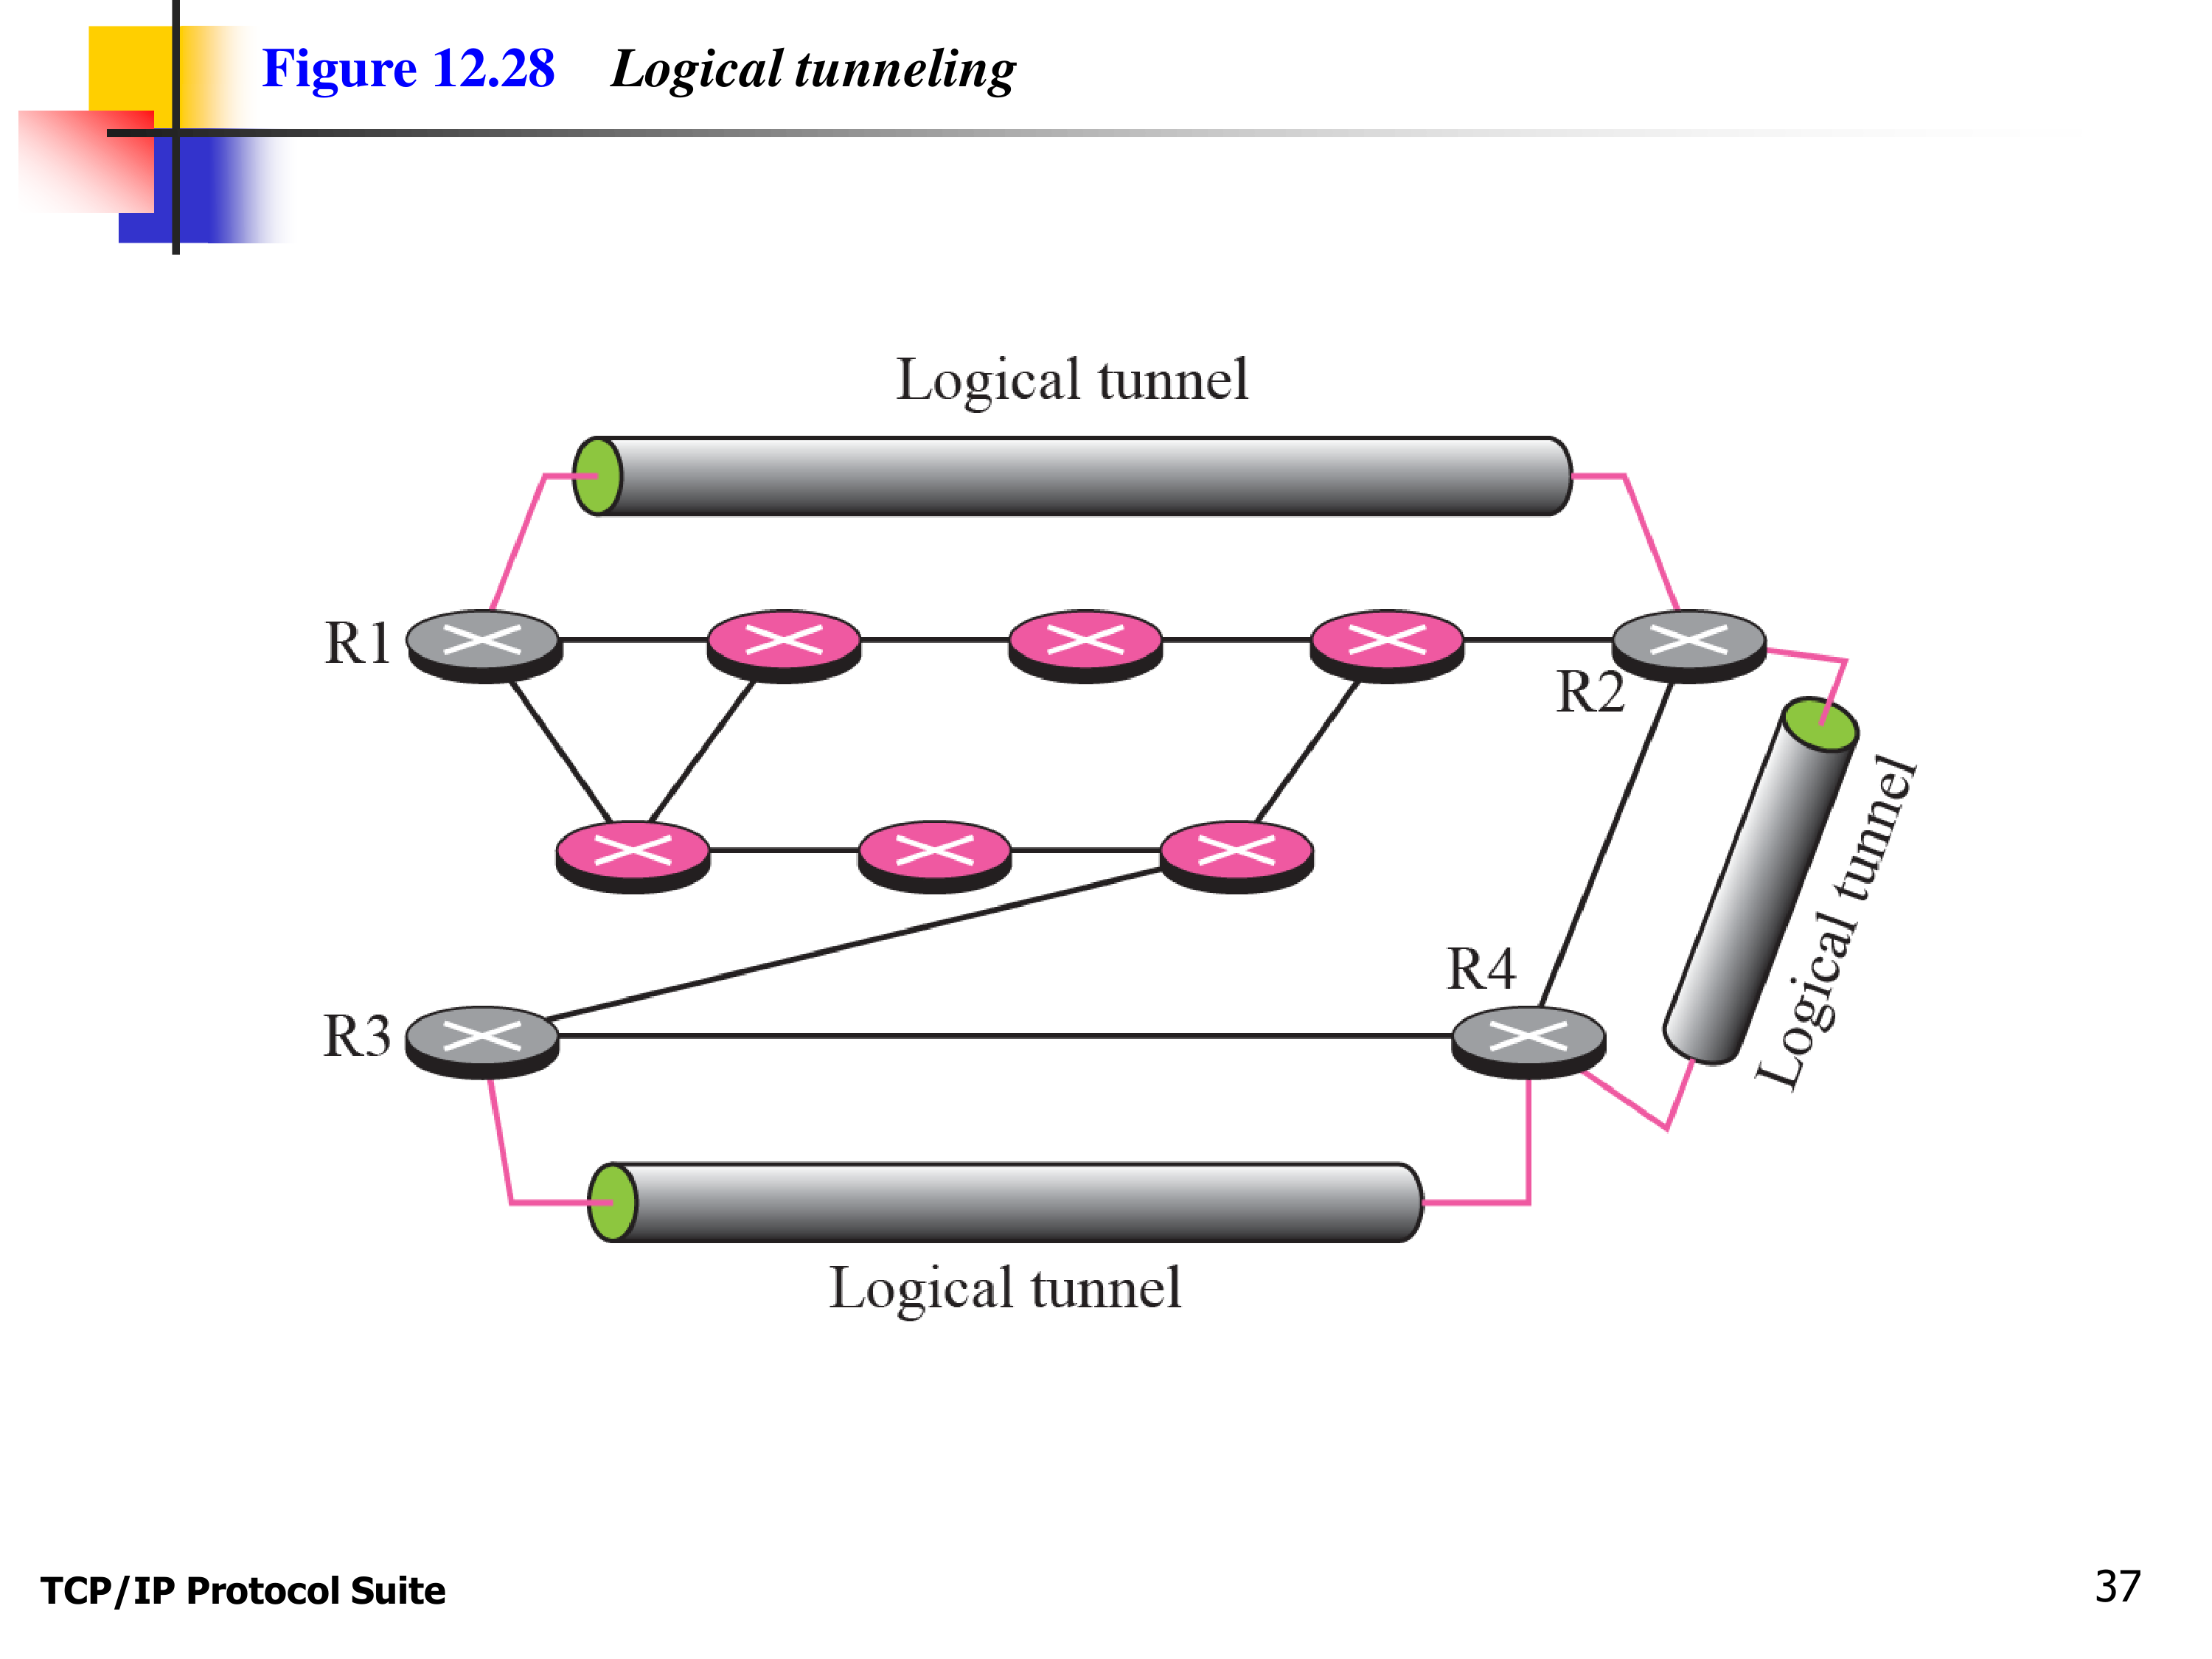 Figure 12.28 Logical tunneling
Logical tunnel
R1
R2
Logical tunnel
R4
R3
Logical tunnel
TCP/IP Protocol Suite
37